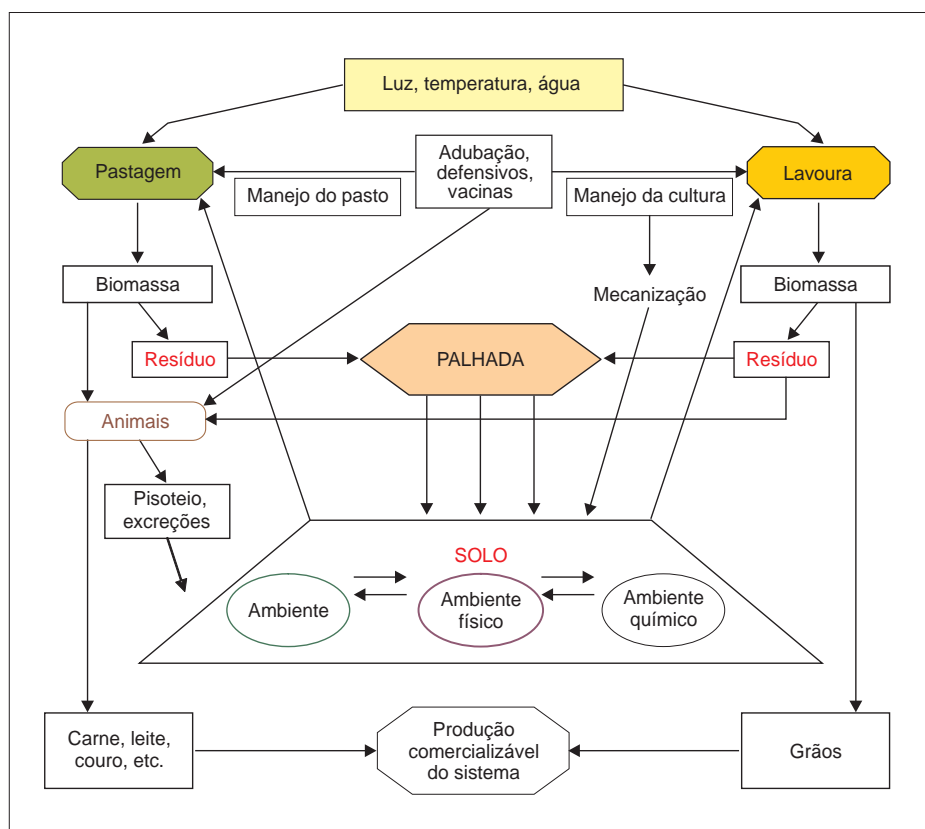 Luz, temperatura, água
Pastagem
Adubação,
defensivos,
vacinas
Lavoura
Manejo do pasto
Manejo da cultura
Biomassa
Mecanização
Biomassa
Resíduo
PALHADA
Resíduo
Animais
Pisoteio,
excreções
SOLO
Ambiente
Ambiente
físico
Ambiente
químico
Carne, leite,
couro, etc.
Produção
comercializável
do sistema
Grãos